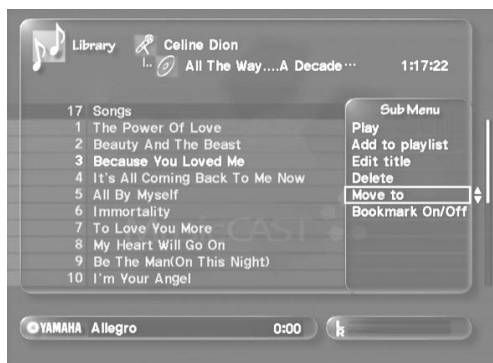 Library
Celine Dion
All The Way....A Decade··· 1:17:22
17 Songs
1 The Power Of Love
2 Beauty And The Beast
3 Because You Loved Me
4 It's All Coming Back To Me Now
5 All By Myself
6 Immortality
7 To Love You More
8 My Heart Will Go On
9 Be The Man(On This Night)
10 I'm Your Angel
Sub Menu
Play
Add to playlist
Edit title
Delete
Move to
Bookmark On/Off
YAMAHA Allegro 0:00
L
R